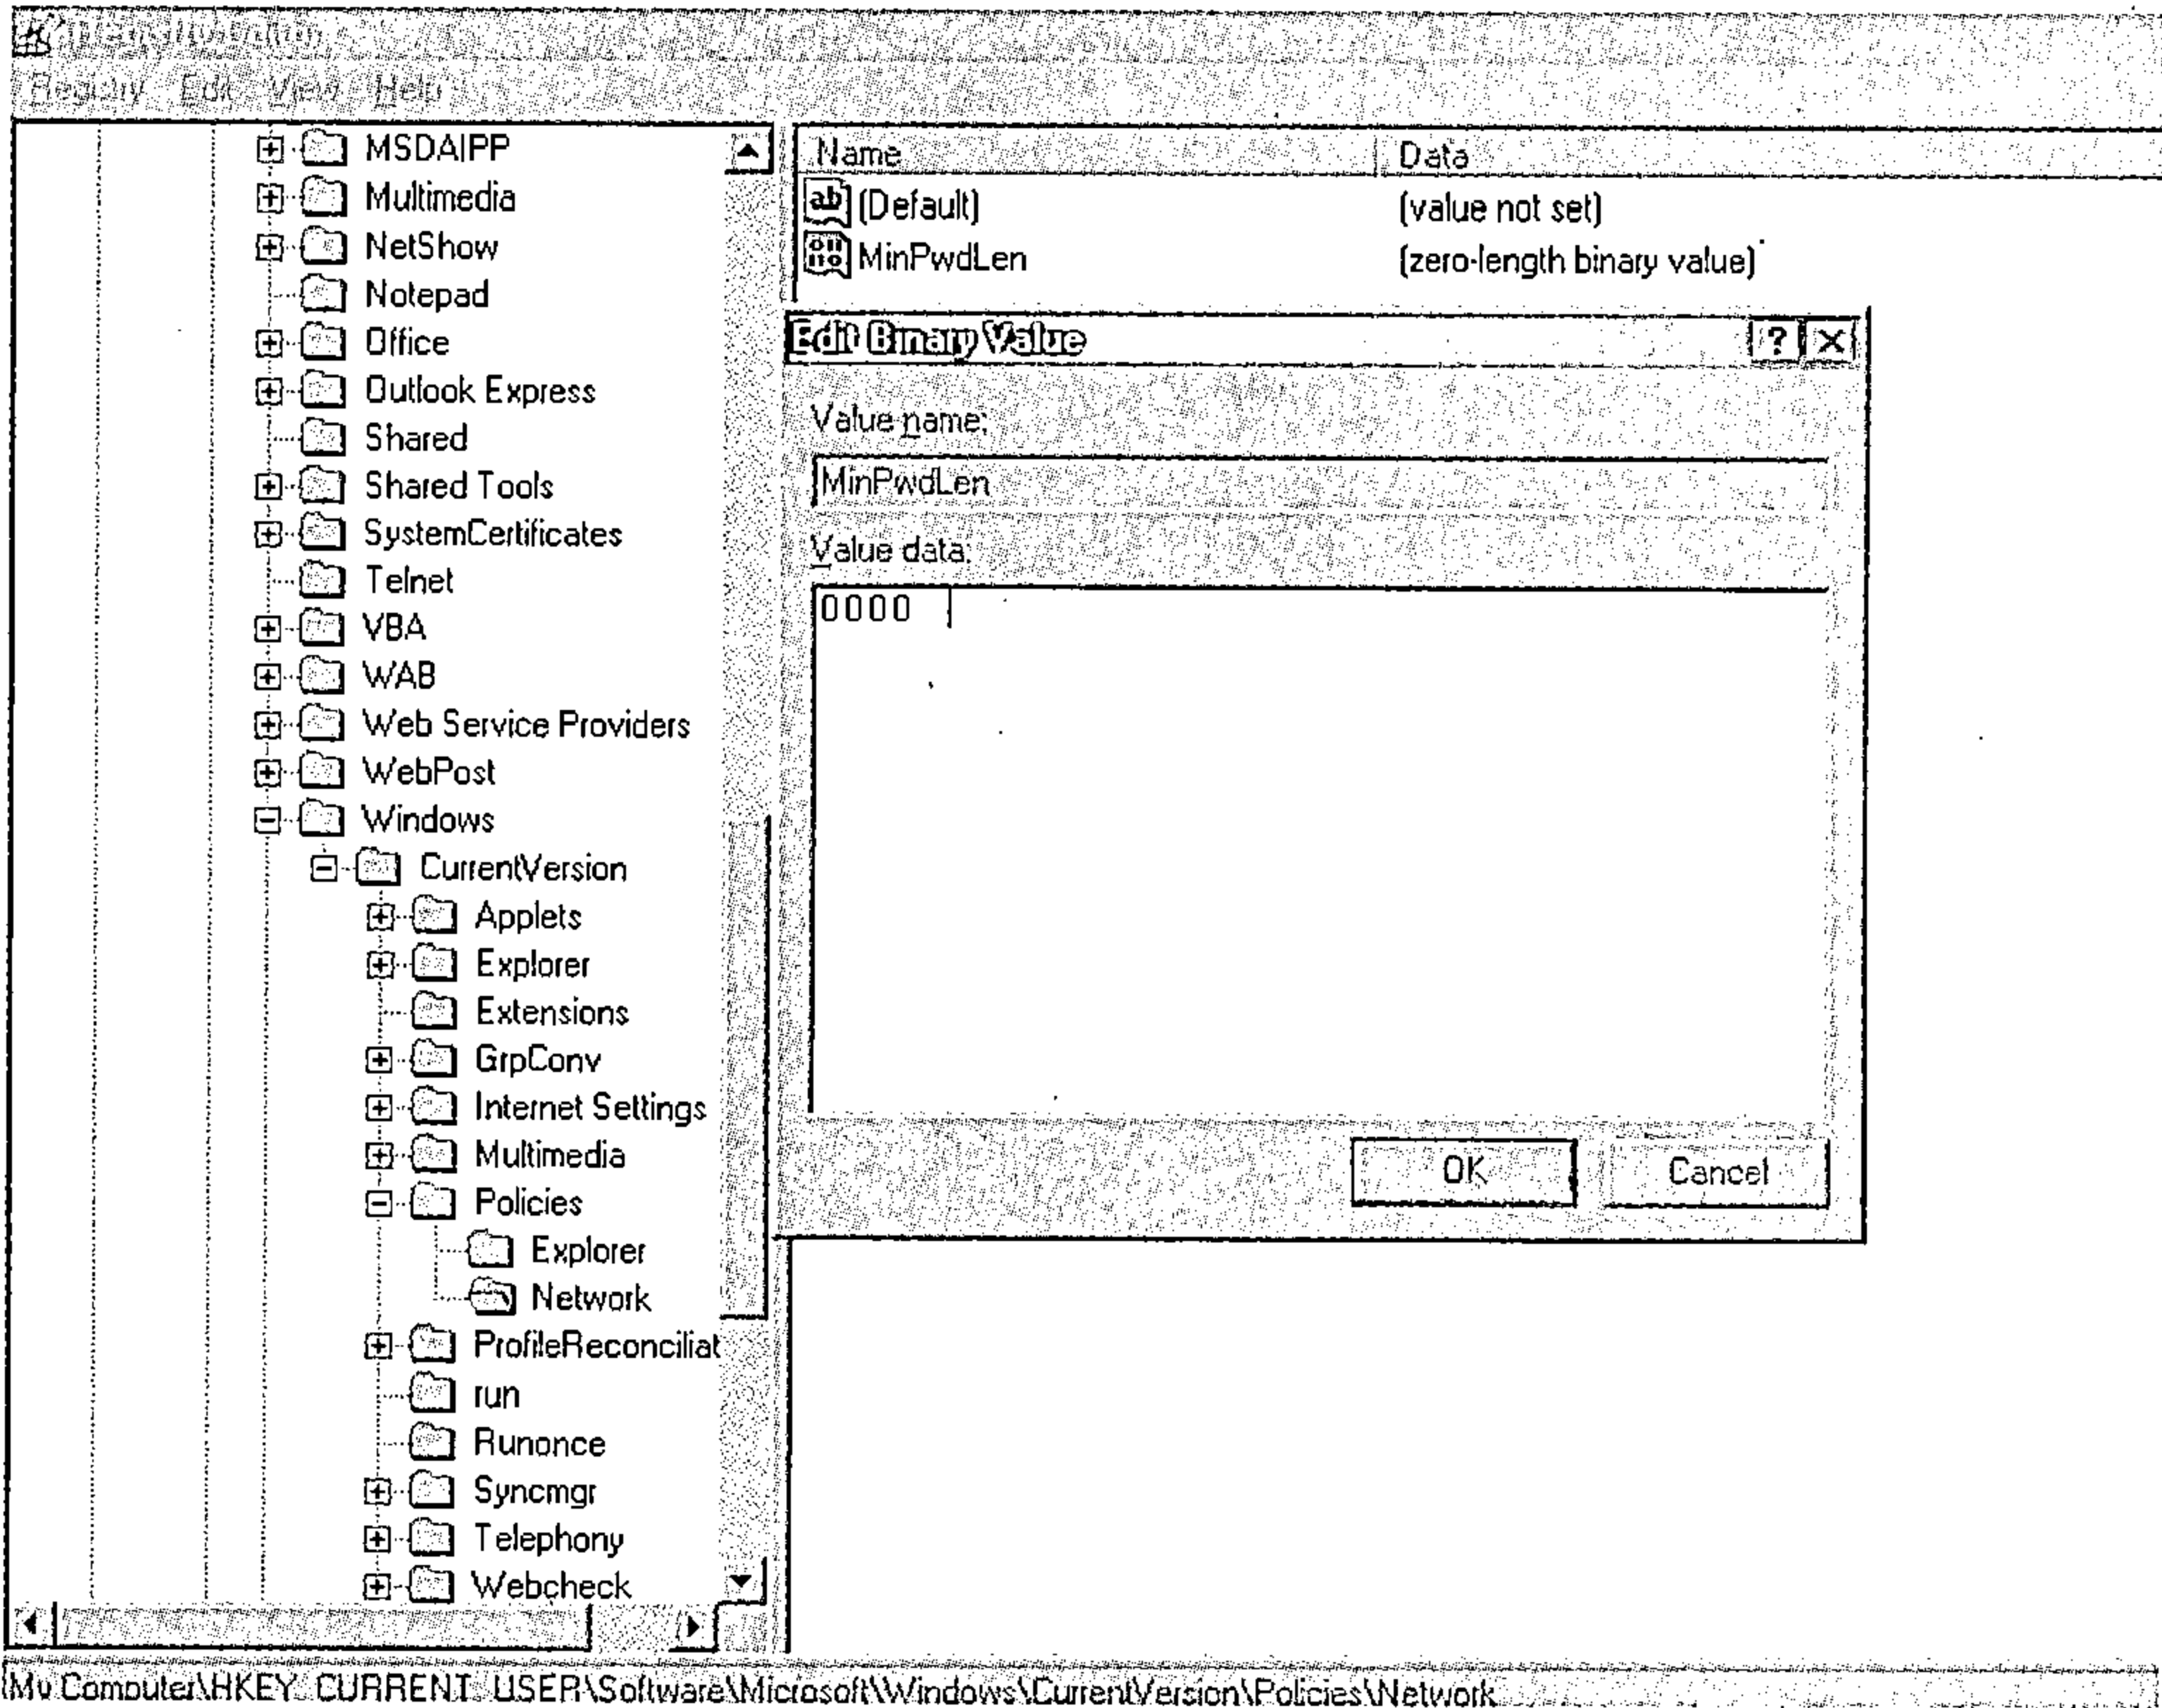 Registry Editor
Registry Edit View Help
MSDAIPP
Multimedia
NetShow
Notepad
Office
Outlook Express
Shared
Shared Tools
SystemCertificates
Telnet
VBA
WAB
Web Service Providers
WebPost
Windows
CurrentVersion
Applets
Explorer
Extensions
GrpConv
Internet Settings
Multimedia
Policies
Explorer
Network
ProfileReconciliat
run
Runonce
Syncmgr
Telephony
Webcheck
Name Data
(Default) (value not set)
MinPwdLen (zero-length binary value)
Edit Binary Value
Value name:
MinPwdLen
Value data:
0000
OK Cancel
My Computer\HKEY_CURRENT_USER\Software\Microsoft\Windows\CurrentVersion\Policies\Network